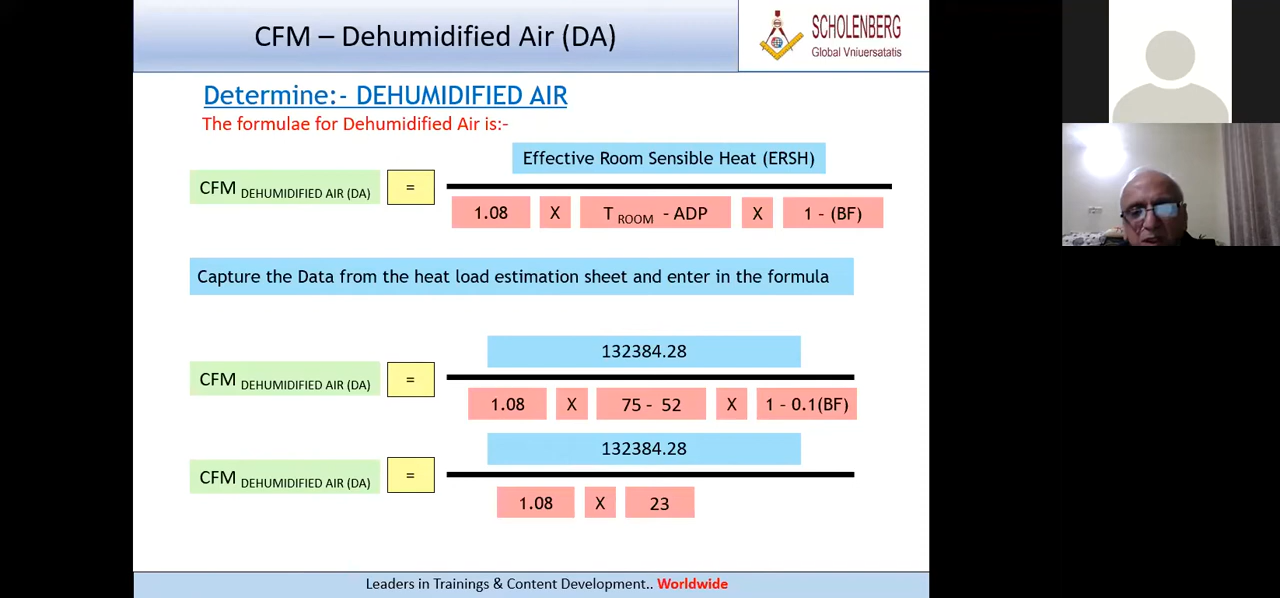 CFM – Dehumidified Air (DA)
SCHOLENBERG
Global Vniuersatatis
Determine:- DEHUMIDIFIED AIR
The formulae for Dehumidified Air is:-
Effective Room Sensible Heat (ERSH)
CFM DEHUMIDIFIED AIR (DA) =
1.08 X T ROOM - ADP X 1 - (BF)
Capture the Data from the heat load estimation sheet and enter in the formula
132384.28
CFM DEHUMIDIFIED AIR (DA) =
1.08 X 75 - 52 X 1 - 0.1(BF)
132384.28
CFM DEHUMIDIFIED AIR (DA) =
1.08 X 23
Leaders in Trainings & Content Development.. Worldwide